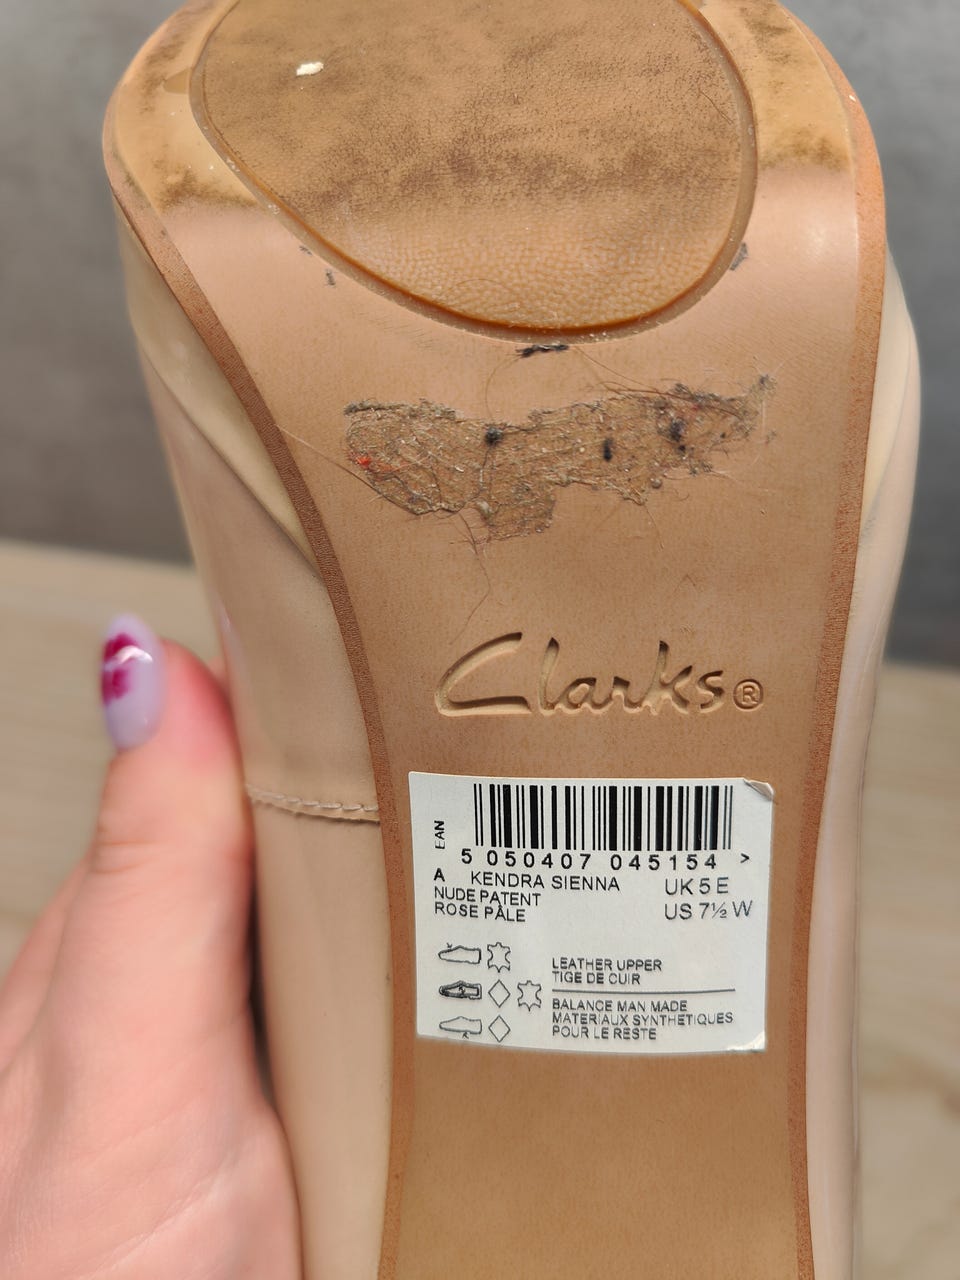 Clarks®
EAN
5 050407 045154 >
A KENDRA SIENNA UK 5 E
NUDE PATENT
ROSE PÂLE US 7½ W
LEATHER UPPER
TIGE DE CUIR
BALANCE MAN MADE
MATERIAUX SYNTHETIQUES
POUR LE RESTE